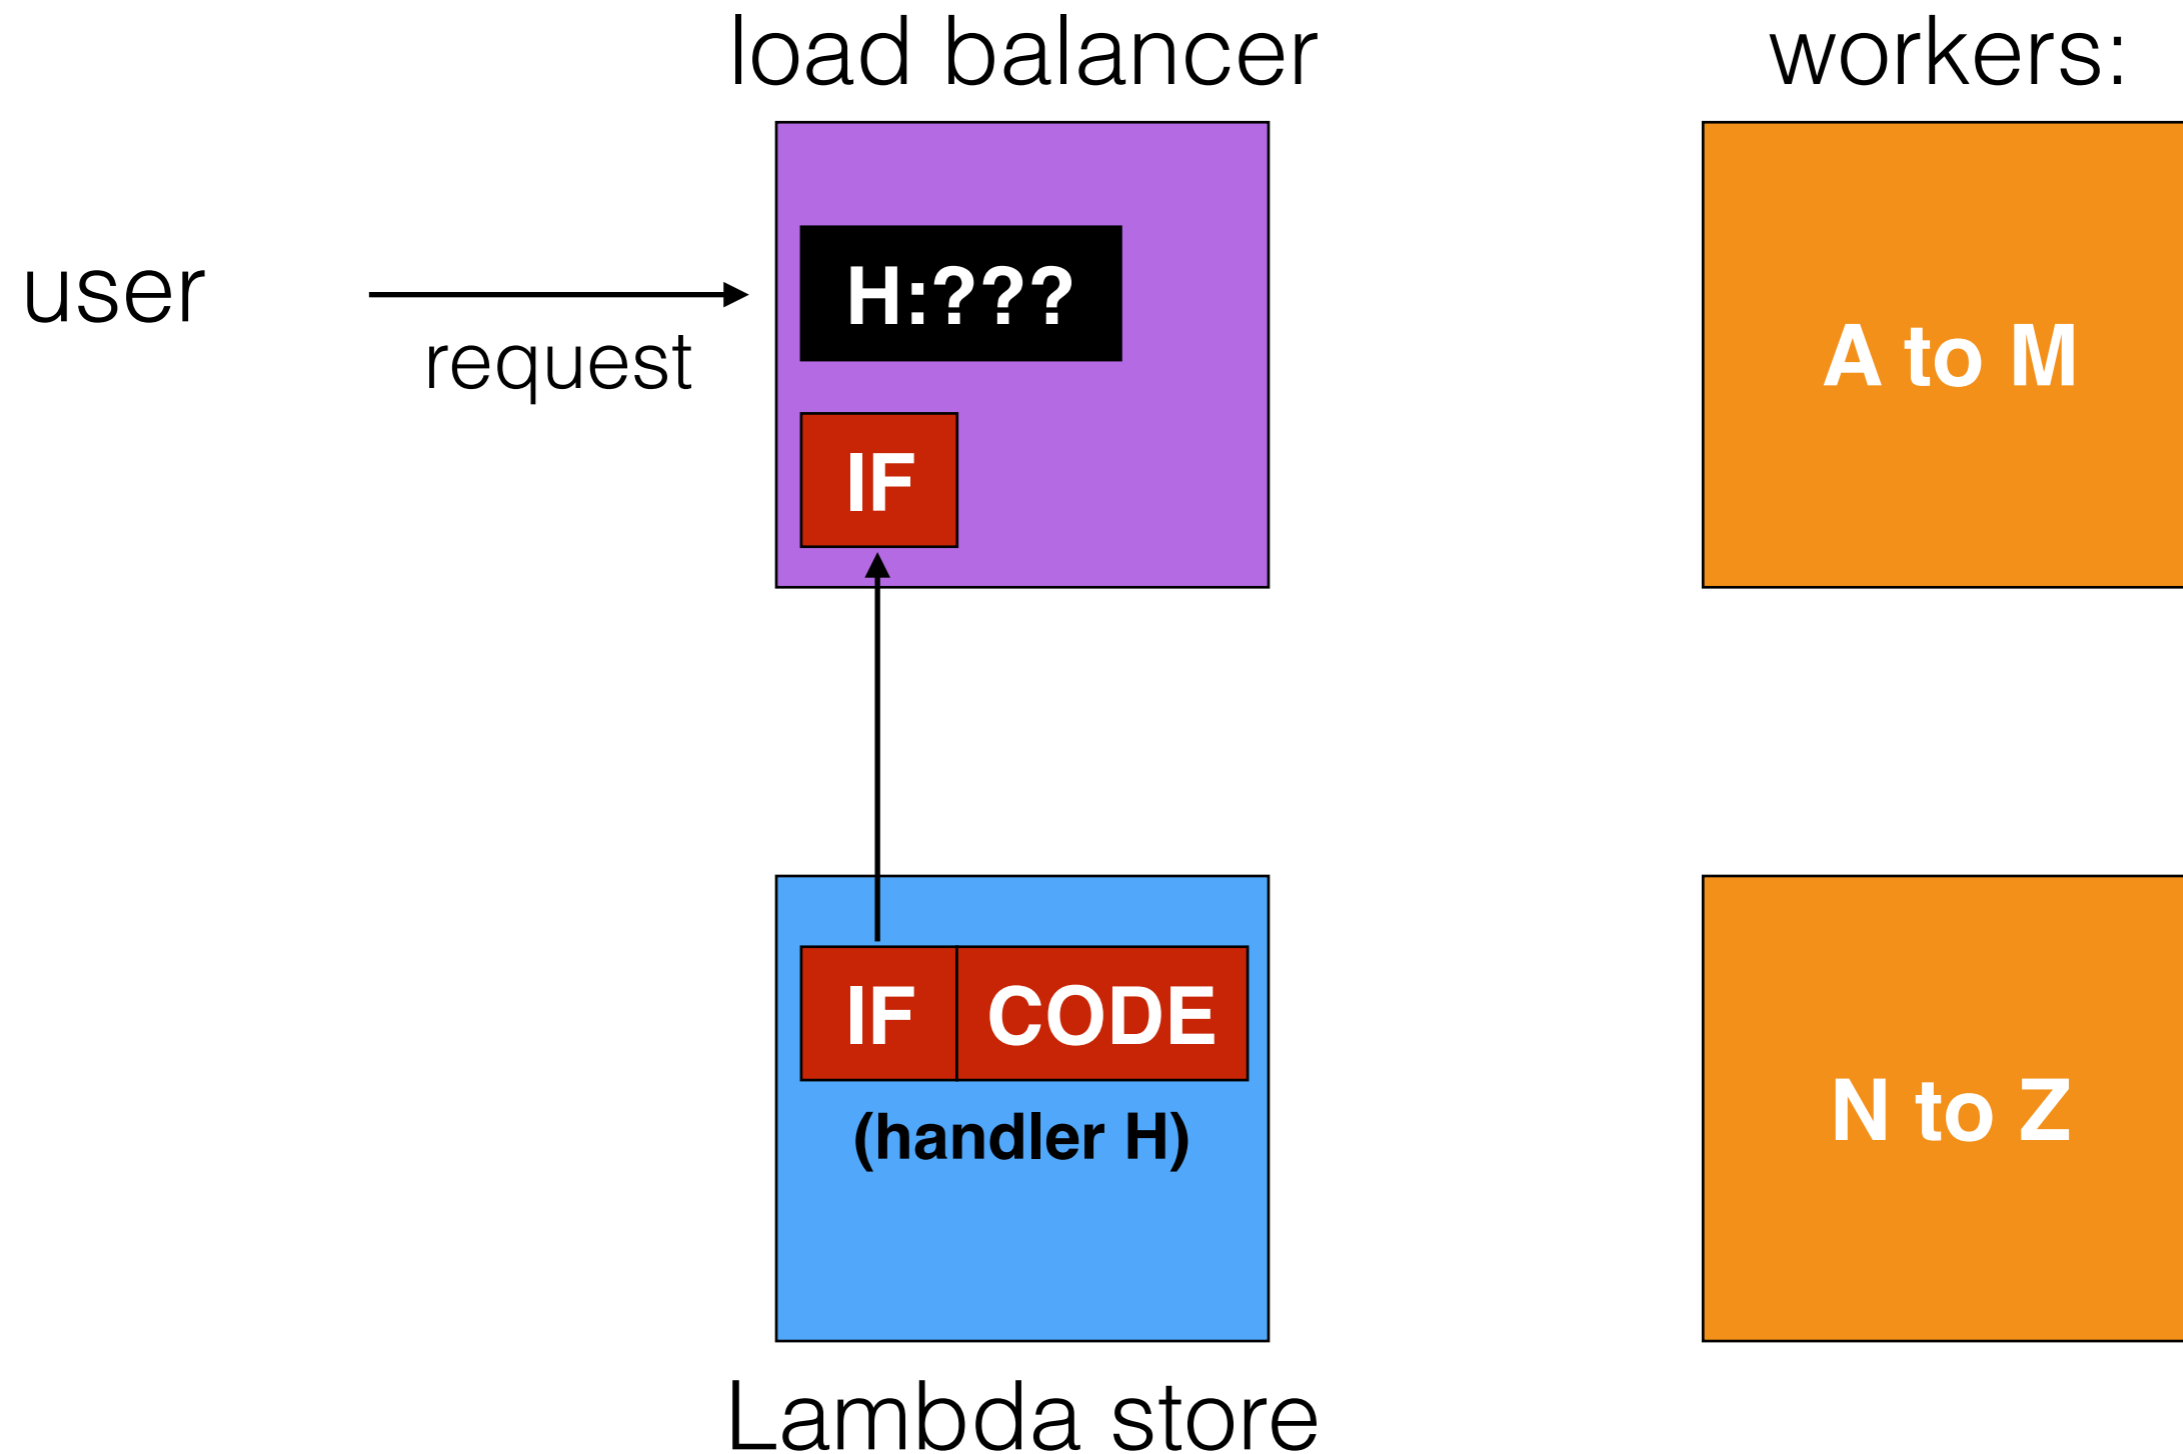 load balancer
workers:
user
request
H:???
IF
A to M
IF
CODE
(handler H)
N to Z
Lambda store